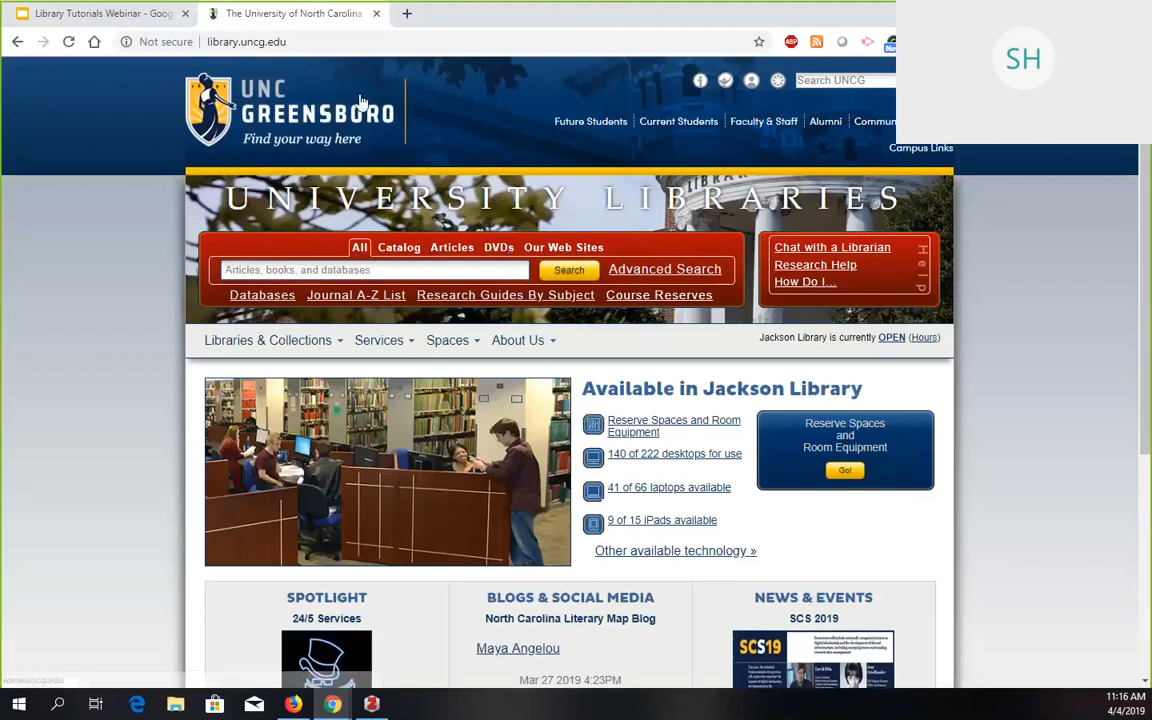 Library Tutorials Webinar - Goog
The University of North Carolina
Not secure
library.uncg.edu
ABP
SH
UNC
GREENSBORO
Find your way here
Search UNCG
Future Students
Current Students
Faculty & Staff
Alumni
Commun
Campus Links
UNIVERSITY LIBRARIES
All
Catalog
Articles
DVDs
Our Web Sites
Articles, books, and databases
Search
Advanced Search
Databases
Journal A-Z List
Research Guides By Subject
Course Reserves
Chat with a Librarian
Research Help
How Do I...
Help
Libraries & Collections
Services
Spaces
About Us
Jackson Library is currently OPEN (Hours)
Available in Jackson Library
Reserve Spaces and Room
Equipment
140 of 222 desktops for use
41 of 66 laptops available
9 of 15 iPads available
Other available technology »
Reserve Spaces
and
Room Equipment
Go!
SPOTLIGHT
24/5 Services
BLOGS & SOCIAL MEDIA
North Carolina Literary Map Blog
Maya Angelou
Mar 27 2019 4:23PM
NEWS & EVENTS
SCS 2019
SCS19
www.uncg.edu
11:16 AM
4/4/2019